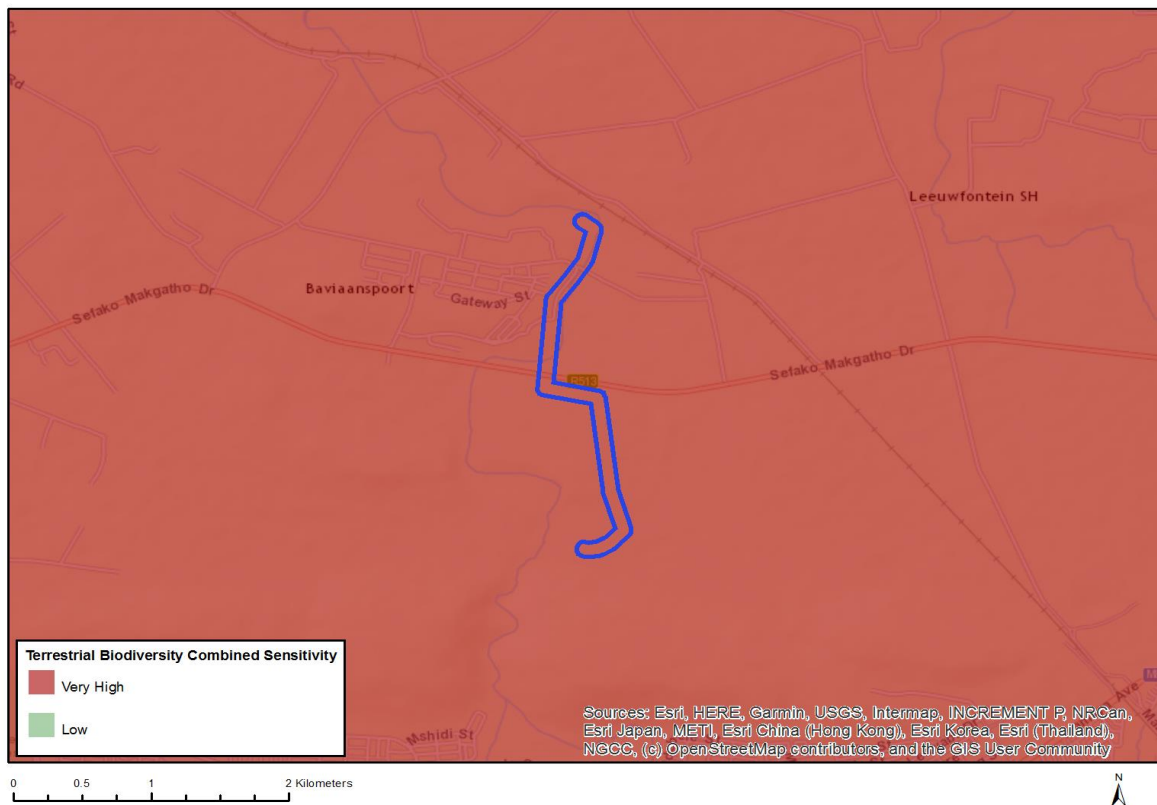 Rd
Leeuwfontein SH
Baviaanspoort
Gateway St
Sefako Makgatho Dr
R513
Sefako Makgatho Dr
Terrestrial Biodiversity Combined Sensitivity
Very High
Low
Mshidi St
Ave
Sources: Esri, HERE, Garmin, USGS, Intermap, INCREMENT P, NRCan,
Esri Japan, METI, Esri China (Hong Kong), Esri Korea, Esri (Thailand),
NGCC, (c) OpenStreetMap contributors, and the GIS User Community
0 0.5 1 2 Kilometers
N